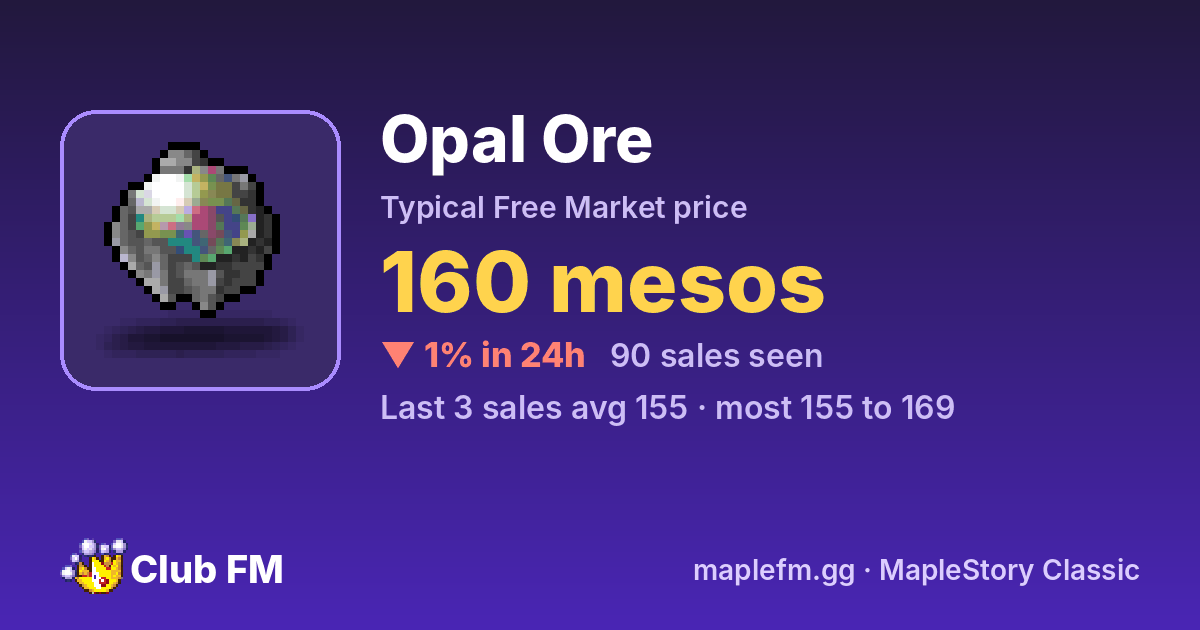 Opal Ore
Typical Free Market price
160 mesos
▼ 1% in 24h 90 sales seen
Last 3 sales avg 155 · most 155 to 169
Club FM
maplefm.gg · MapleStory Classic